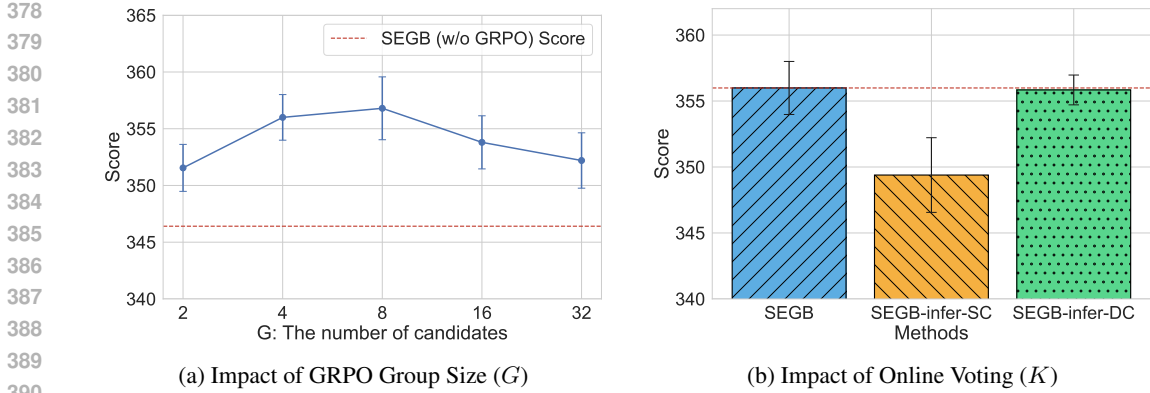 378
379
380
381
382
383
384
385
386
387
388
389
390
365
360
355
350
345
340
Score
SEGB (w/o GRPO) Score
2 4 8 16 32
G: The number of candidates
(a) Impact of GRPO Group Size (G)
360
355
350
345
340
Score
SEGB SEGB-infer-SC SEGB-infer-DC
Methods
(b) Impact of Online Voting (K)